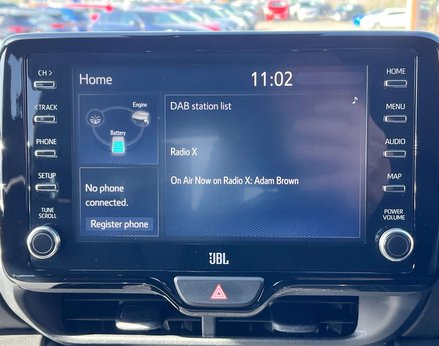 Home
11:02
CH >
<TRACK
PHONE
SETUP
TUNE
SCROLL
Engine
Battery
No phone
connected.
Register phone
DAB station list
Radio X
On Air Now on Radio X: Adam Brown
HOME
MENU
AUDIO
MAP
POWER
VOLUME
JBL